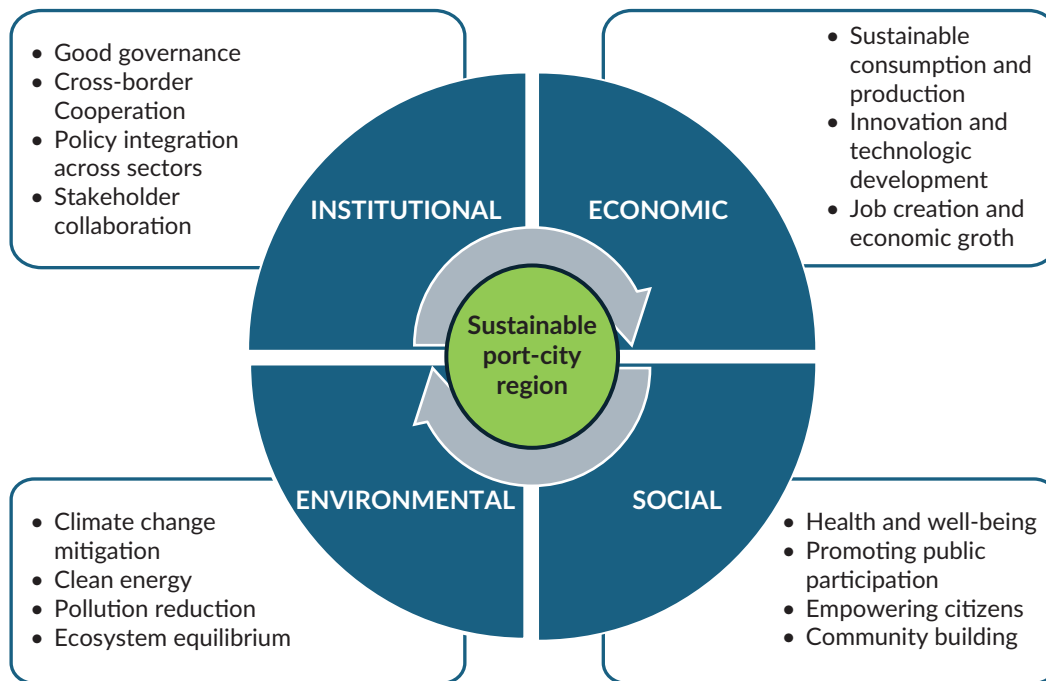 • Good governance
• Cross-border
Cooperation
• Policy integration
across sectors
• Stakeholder
collaboration
• Sustainable
consumption and
production
• Innovation and
technologic
development
• Job creation and
economic groth
INSTITUTIONAL
ECONOMIC
Sustainable
port-city
region
ENVIRONMENTAL
SOCIAL
• Climate change
mitigation
• Clean energy
• Pollution reduction
• Ecosystem equilibrium
• Health and well-being
• Promoting public
participation
• Empowering citizens
• Community building